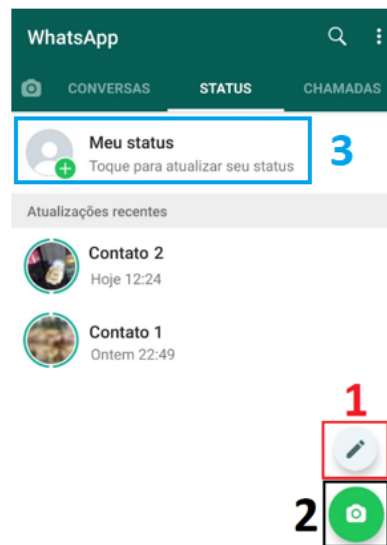 WhatsApp
CONVERSAS STATUS CHAMADAS
Meu status
Toque para atualizar seu status
3
Atualizações recentes
Contato 2
Hoje 12:24
Contato 1
Ontem 22:49
1
2